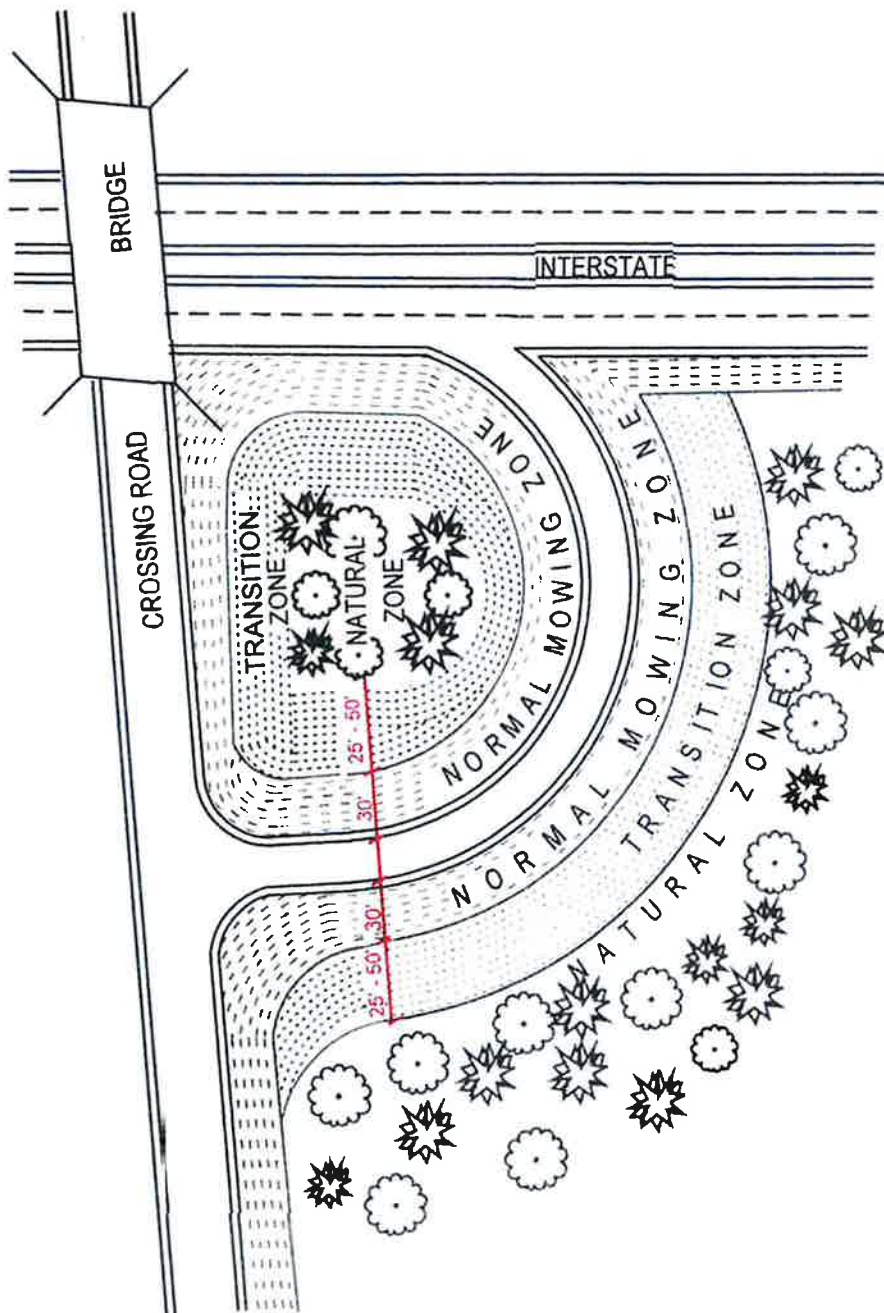 BRIDGE
INTERSTATE
CROSSING ROAD
TRANSITION
ZONE
NATURAL
ZONE
NORMAL MOWING ZONE
NORMAL MOWING ZONE
TRANSITION ZONE
NATURAL ZONE
25' - 50'
30'
30'
25' - 50'